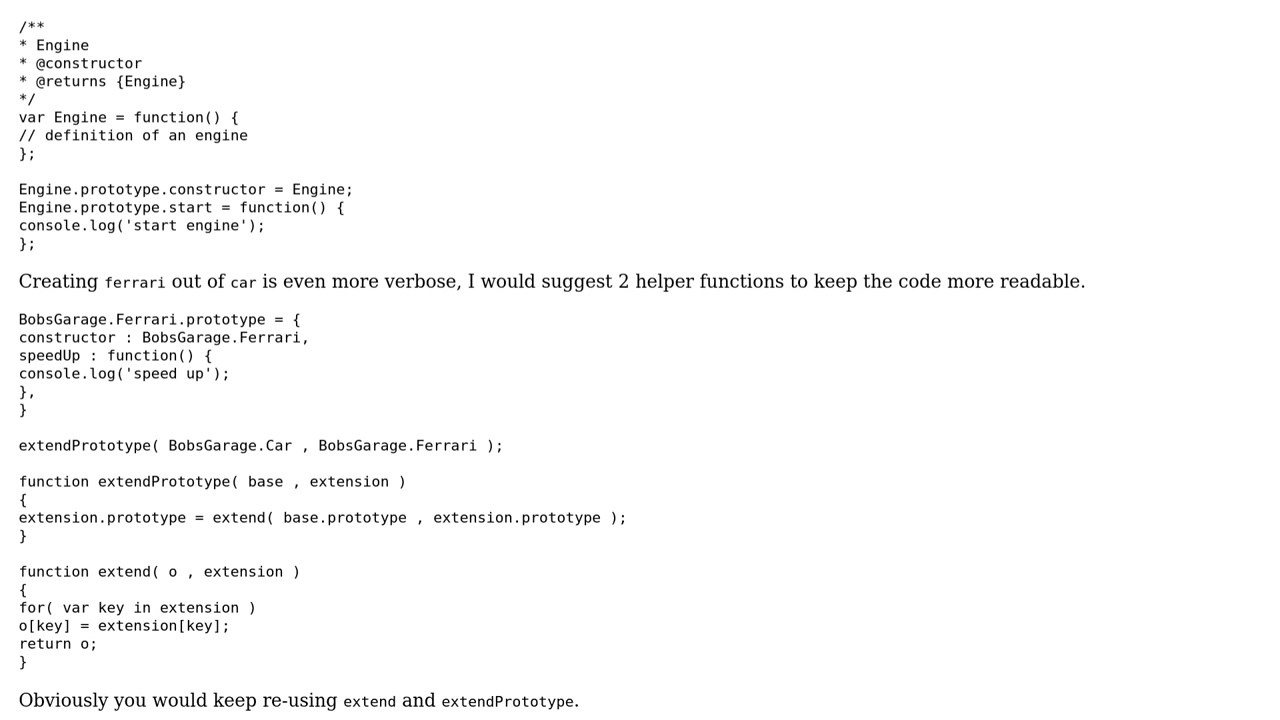 /**
* Engine
* @constructor
* @returns {Engine}
*/
var Engine = function() {
// definition of an engine
};
Engine.prototype.constructor = Engine;
Engine.prototype.start = function() {
console.log('start engine');
};
Creating ferrari out of car is even more verbose, I would suggest 2 helper functions to keep the code more readable.
BobsGarage.Ferrari.prototype = {
constructor : BobsGarage.Ferrari,
speedUp : function() {
console.log('speed up');
},
}
extendPrototype( BobsGarage.Car , BobsGarage.Ferrari );
function extendPrototype( base , extension )
{
extension.prototype = extend( base.prototype , extension.prototype );
}
function extend( o , extension )
{
for( var key in extension )
o[key] = extension[key];
return o;
}
Obviously you would keep re-using extend and extendPrototype.